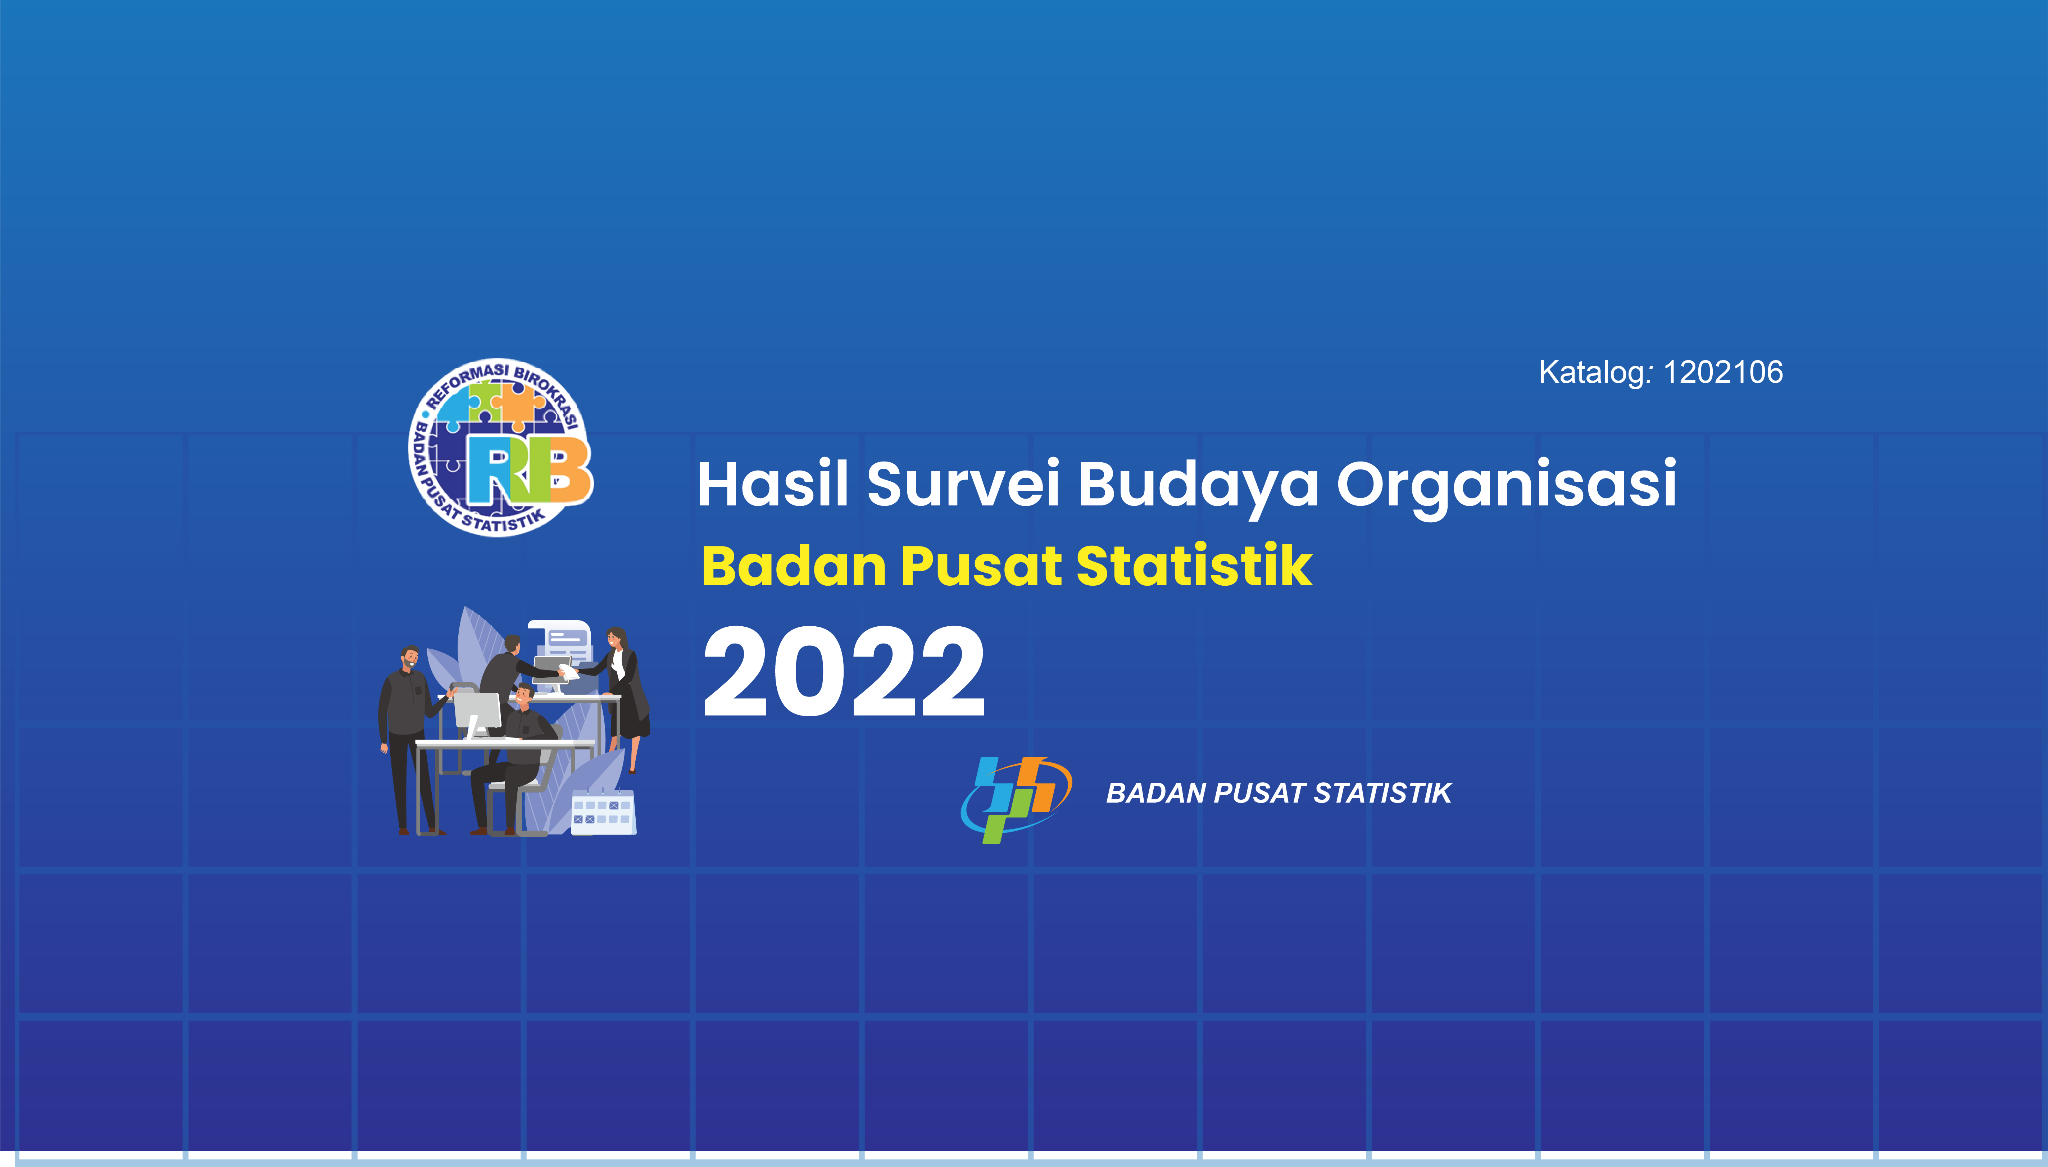 Katalog: 1202106
REFORMASI BIROKRASI
BADAN PUSAT STATISTIK
RB
Hasil Survei Budaya Organisasi
Badan Pusat Statistik
2022
BADAN PUSAT STATISTIK